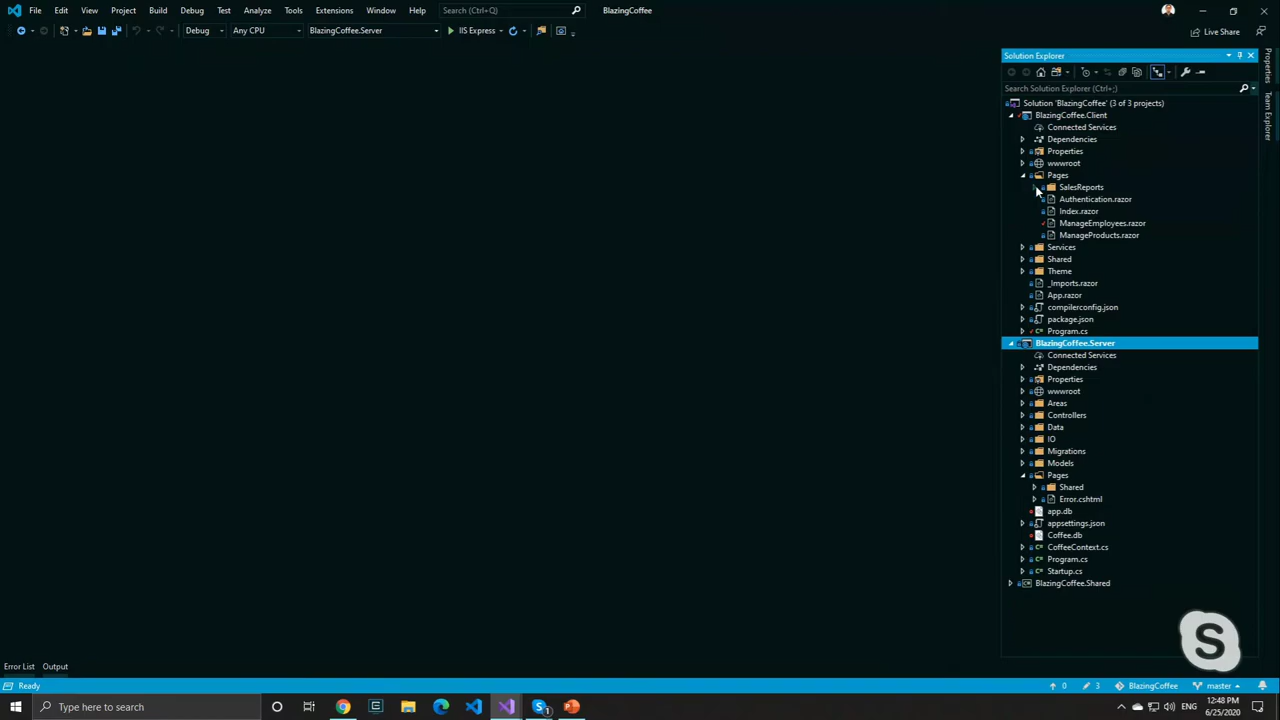 File Edit View Project Build Debug Test Analyze Tools Extensions Window Help Search (Ctrl+Q) BlazingCoffee
Debug Any CPU BlazingCoffee.Server IIS Express Live Share
Solution Explorer
Properties
Team Explorer
Search Solution Explorer (Ctrl+;)
Solution 'BlazingCoffee' (3 of 3 projects)
BlazingCoffee.Client
Connected Services
Dependencies
Properties
wwwroot
Pages
SalesReports
Authentication.razor
Index.razor
ManageEmployees.razor
ManageProducts.razor
Services
Shared
Theme
_Imports.razor
App.razor
compilerconfig.json
package.json
Program.cs
BlazingCoffee.Server
Connected Services
Dependencies
Properties
wwwroot
Areas
Controllers
Data
IO
Migrations
Models
Pages
Shared
Error.cshtml
app.db
appsettings.json
Coffee.db
CoffeeContext.cs
Program.cs
Startup.cs
BlazingCoffee.Shared
S
Error List Output
Ready 0 3 BlazingCoffee master
Type here to search ENG 12:48 PM
6/25/2020